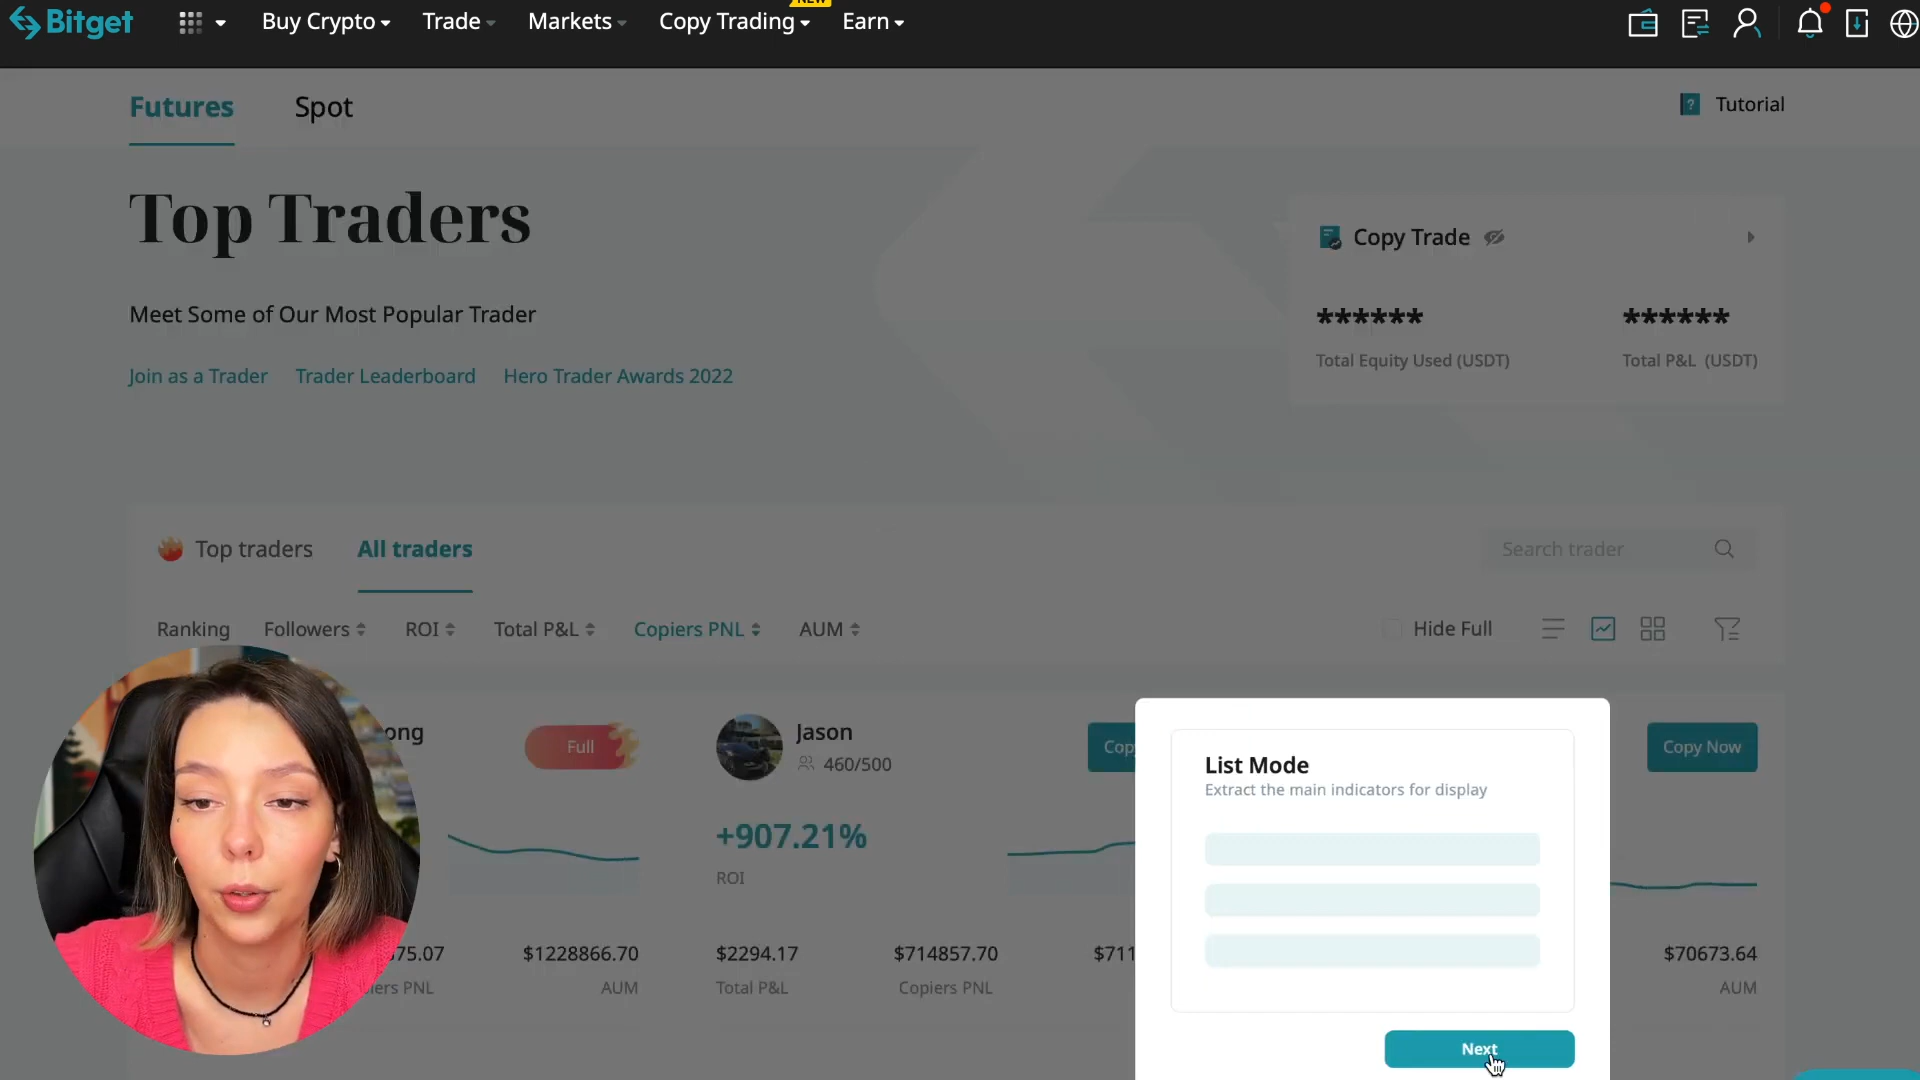 Bitget
Buy Crypto
Trade
Markets
Copy Trading
NEW
Earn
Futures
Spot
Tutorial
Top Traders
Meet Some of Our Most Popular Trader
Join as a Trader
Trader Leaderboard
Hero Trader Awards 2022
Copy Trade
******
******
Total Equity Used (USDT)
Total P&L (USDT)
Top traders
All traders
Search trader
Ranking
Followers
ROI
Total P&L
Copiers PNL
AUM
Hide Full
ong
Full
Jason
460/500
Cop
Copy Now
+907.21%
ROI
75.07
$1228866.70
iers PNL
AUM
$2294.17
$714857.70
$711
Total P&L
Copiers PNL
$70673.64
AUM
List Mode
Extract the main indicators for display
Next